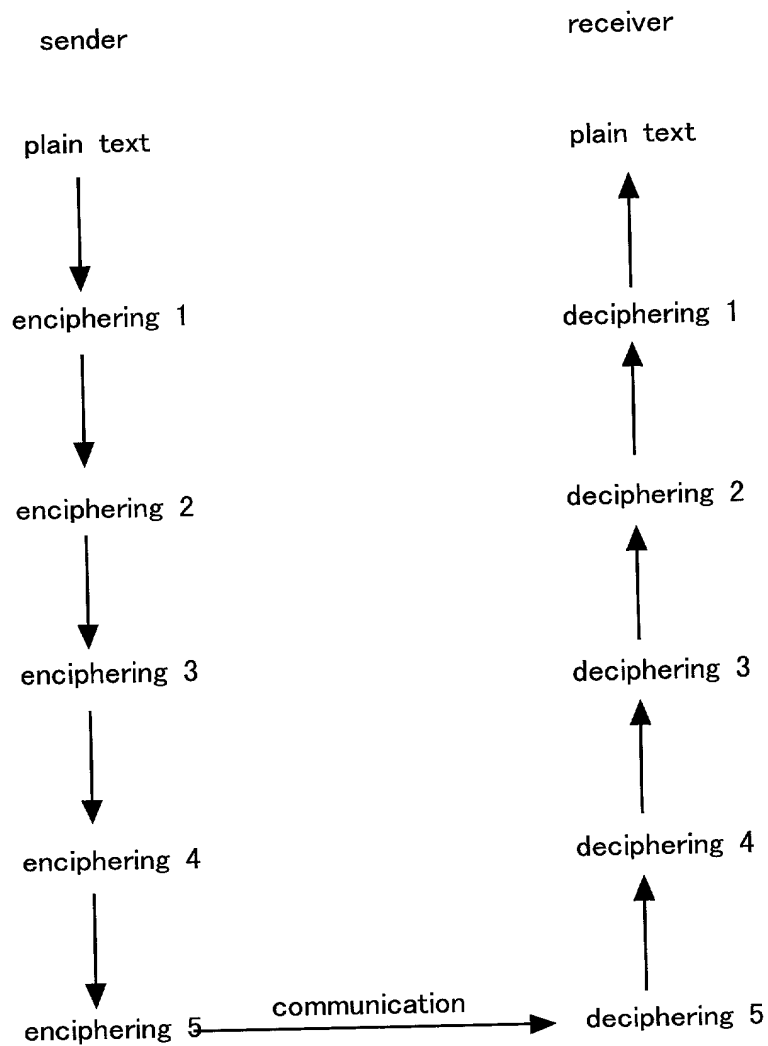 sender
plain text
enciphering 1
enciphering 2
enciphering 3
enciphering 4
enciphering 5
communication
receiver
plain text
deciphering 1
deciphering 2
deciphering 3
deciphering 4
deciphering 5